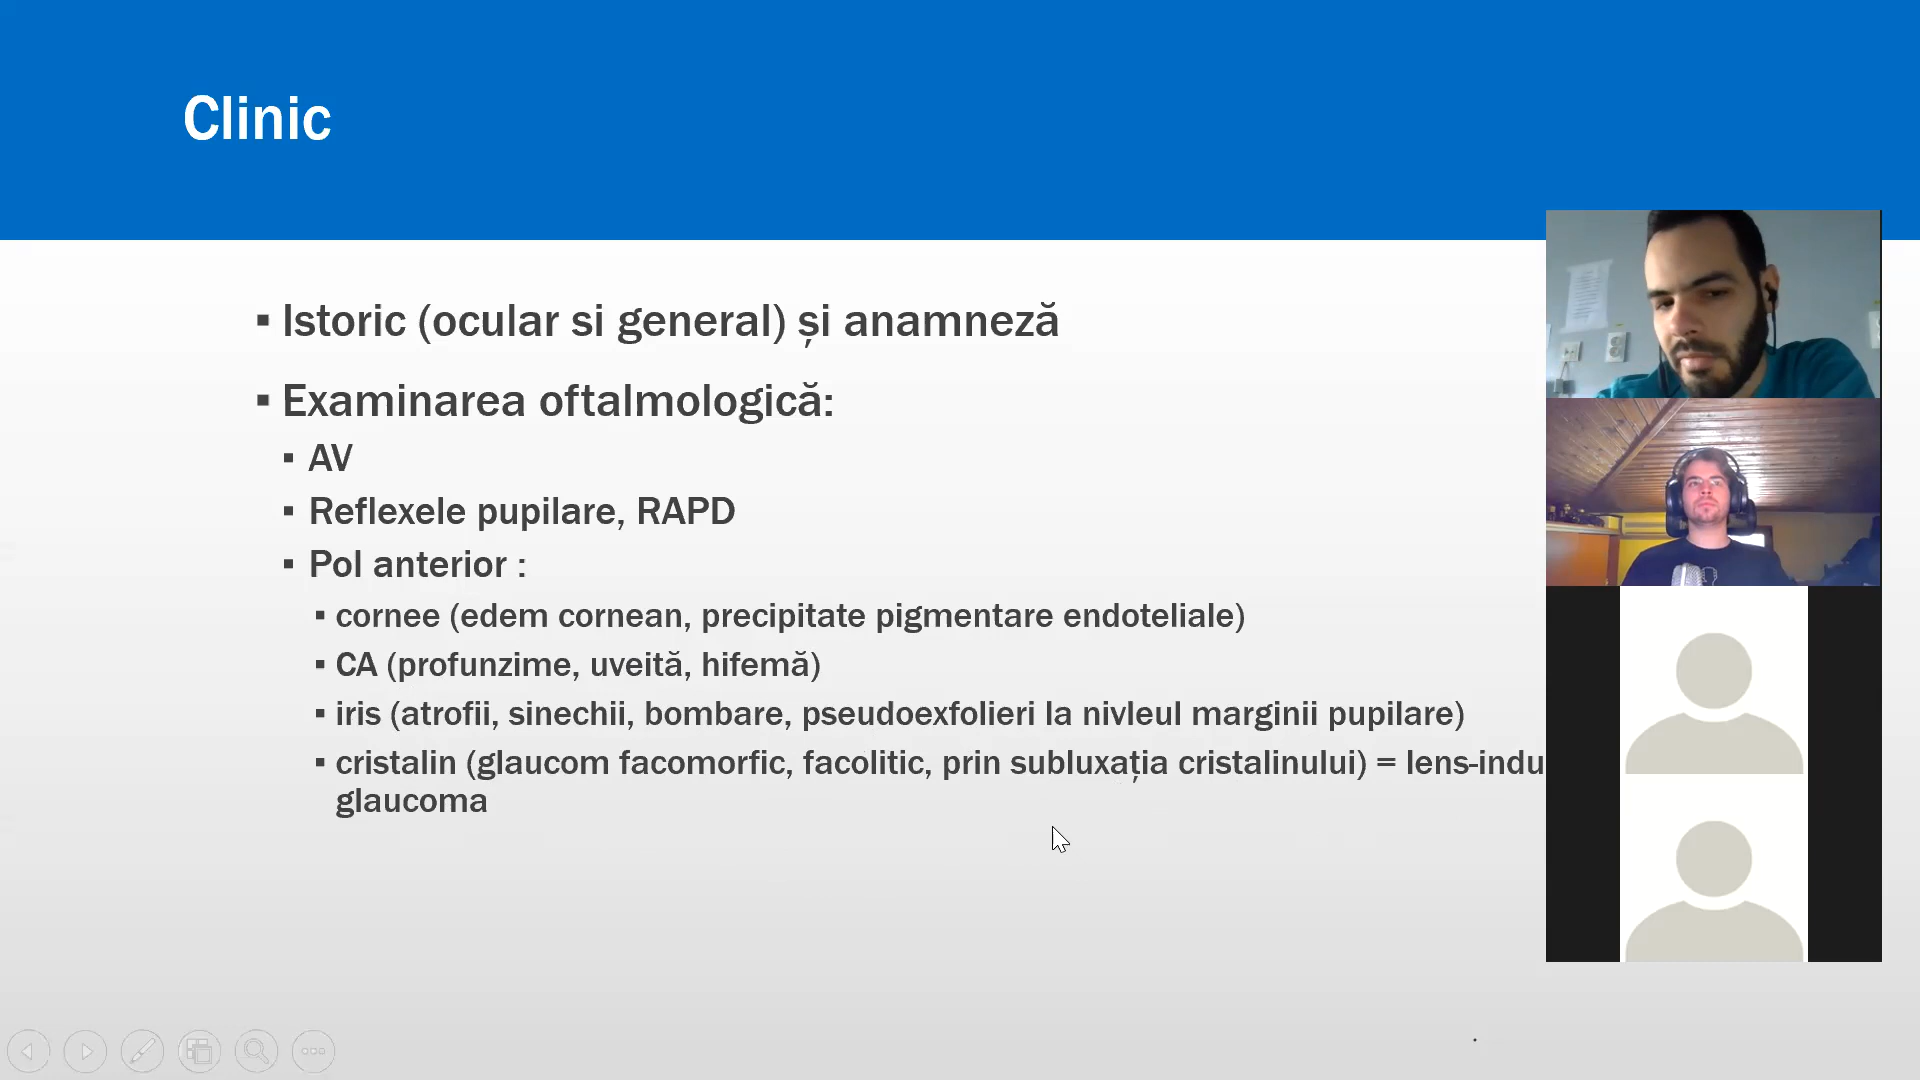 Clinic
Istoric (ocular si general) și anamneză
Examinarea oftalmologică:
AV
Reflexele pupilare, RAPD
Pol anterior :
cornee (edem cornean, precipitate pigmentare endoteliale)
CA (profunzime, uveită, hifemă)
iris (atrofii, sinechii, bombare, pseudoexfolieri la nivleul marginii pupilare)
cristalin (glaucom facomorfic, facolitic, prin subluxația cristalinului) = lens-indu
glaucoma